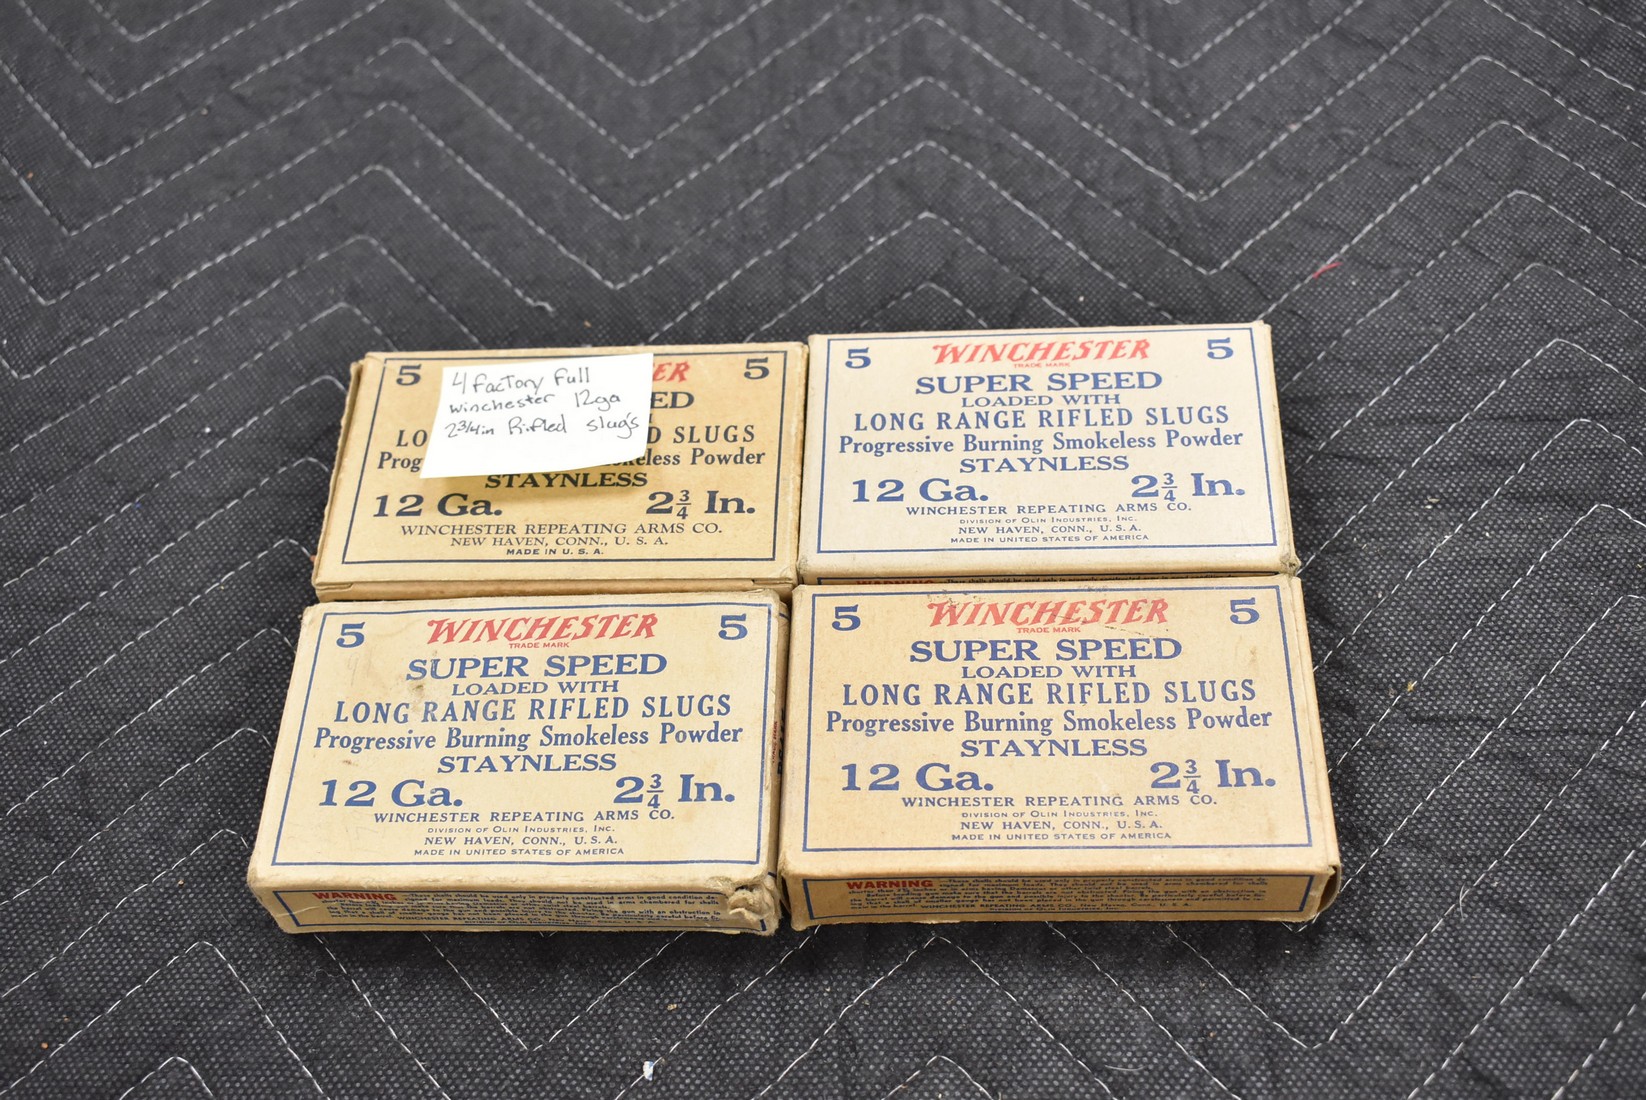 4 factory full
winchester 12ga
2 3/4in Rifled slug's
5 ER 5
ED
LO D SLUGS
Prog okeless Powder
STAYNLESS
12 Ga. 2 3/4 In.
WINCHESTER REPEATING ARMS CO.
NEW HAVEN, CONN., U. S. A.
MADE IN U. S. A.
5 WINCHESTER 5
TRADE MARK
SUPER SPEED
LOADED WITH
LONG RANGE RIFLED SLUGS
Progressive Burning Smokeless Powder
STAYNLESS
12 Ga. 2 3/4 In.
WINCHESTER REPEATING ARMS CO.
DIVISION OF OLIN INDUSTRIES, INC.
NEW HAVEN, CONN., U. S. A.
MADE IN UNITED STATES OF AMERICA
WARNING
5 WINCHESTER 5
TRADE MARK
SUPER SPEED
LOADED WITH
LONG RANGE RIFLED SLUGS
Progressive Burning Smokeless Powder
STAYNLESS
12 Ga. 2 3/4 In.
WINCHESTER REPEATING ARMS CO.
DIVISION OF OLIN INDUSTRIES, INC.
NEW HAVEN, CONN., U. S. A.
MADE IN UNITED STATES OF AMERICA
WARNING
5 WINCHESTER 5
TRADE MARK
SUPER SPEED
LOADED WITH
LONG RANGE RIFLED SLUGS
Progressive Burning Smokeless Powder
STAYNLESS
12 Ga. 2 3/4 In.
WINCHESTER REPEATING ARMS CO.
DIVISION OF OLIN INDUSTRIES, INC.
NEW HAVEN, CONN., U. S. A.
MADE IN UNITED STATES OF AMERICA
WARNING